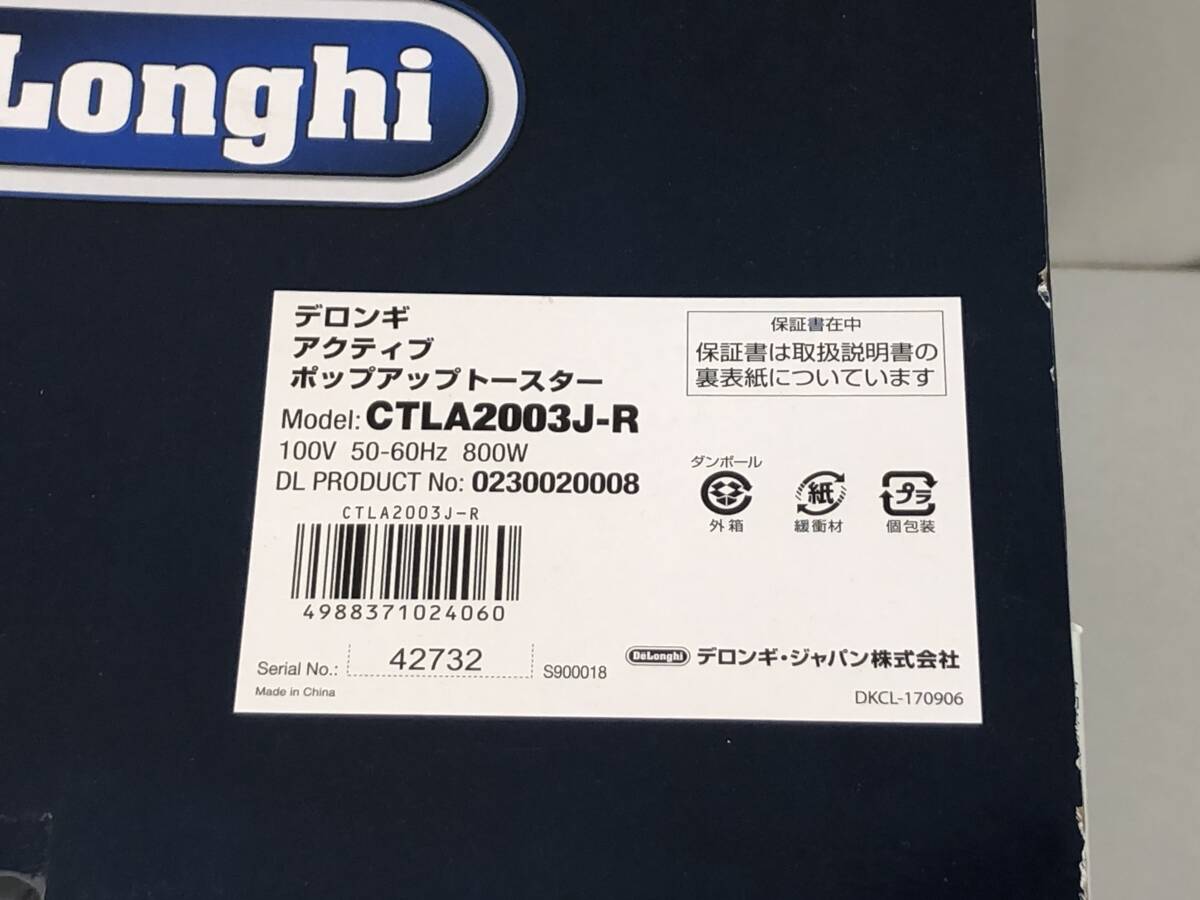 Longhi
デロンギ
アクティブ
ポップアップトースター
Model: CTLA2003J-R
100V 50-60Hz 800W
DL PRODUCT No: 0230020008
CTLA2003J-R
4988371024060
Serial No.: 42732 S900018
Made in China
保証書在中
保証書は取扱説明書の
裏表紙についています
ダンボール
外箱
紙
緩衝材
プラ
個包装
DeLonghi デロンギ・ジャパン株式会社
DKCL-170906